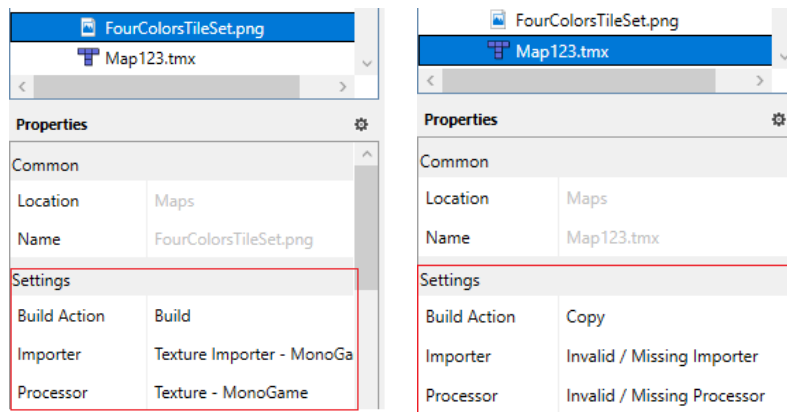 FourColorsTileSet.png
Map123.tmx
Properties
Common
Location Maps
Name FourColorsTileSet.png
Settings
Build Action Build
Importer Texture Importer - MonoGa
Processor Texture - MonoGame
FourColorsTileSet.png
Map123.tmx
Properties
Common
Location Maps
Name Map123.tmx
Settings
Build Action Copy
Importer Invalid / Missing Importer
Processor Invalid / Missing Processor